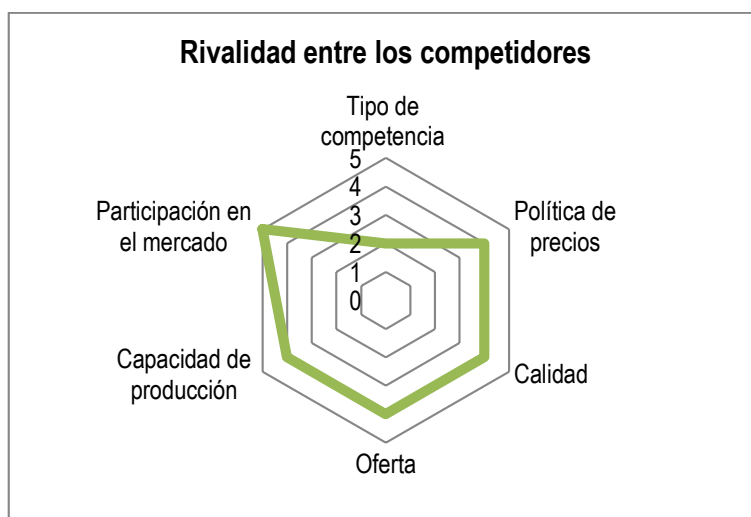 Rivalidad entre los competidores
Tipo de
competencia
5
4
3
2
1
0
Política de
precios
Calidad
Oferta
Capacidad de
producción
Participación en
el mercado